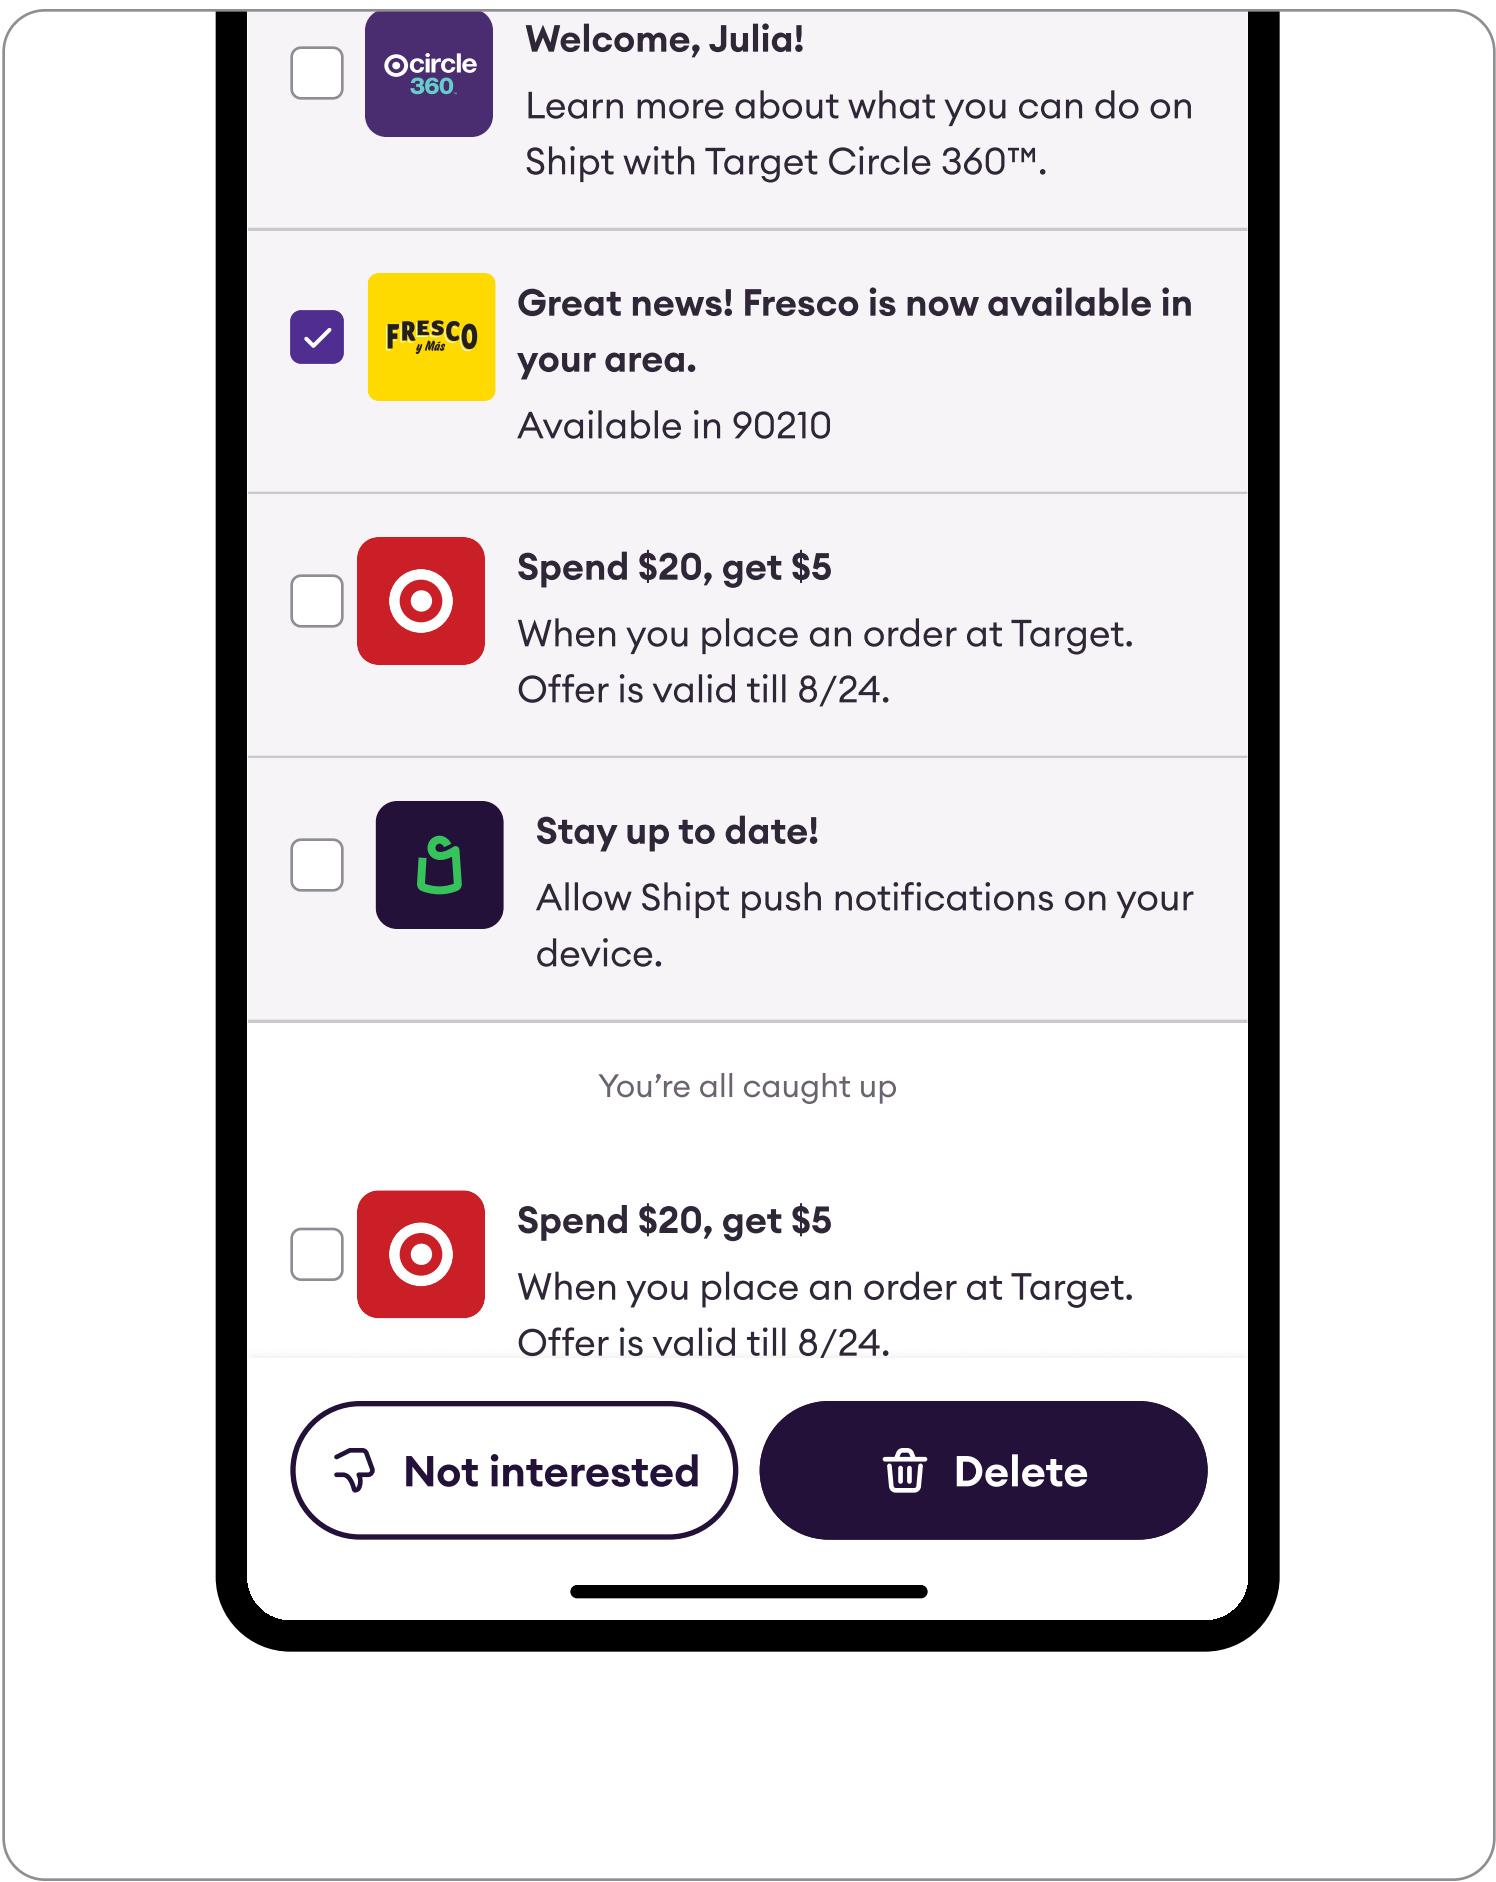 circle
360
Welcome, Julia!
Learn more about what you can do on
Shipt with Target Circle 360™.
FRESCO
y Más
Great news! Fresco is now available in
your area.
Available in 90210
Spend $20, get $5
When you place an order at Target.
Offer is valid till 8/24.
Stay up to date!
Allow Shipt push notifications on your
device.
You’re all caught up
Spend $20, get $5
When you place an order at Target.
Offer is valid till 8/24.
Not interested
Delete